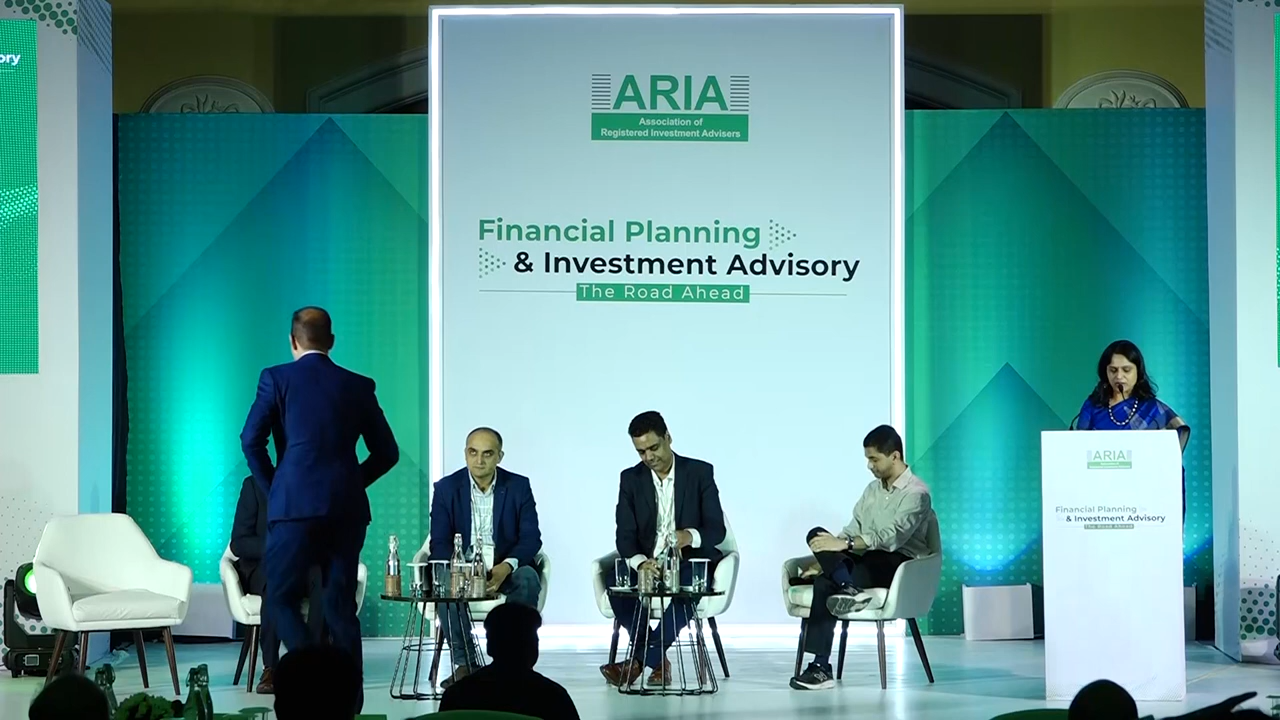 ory
ARIA
Association of
Registered Investment Advisers
Financial Planning
& Investment Advisory
The Road Ahead
ARIA
Financial Planning
& Investment Advisory
The Road Ahead